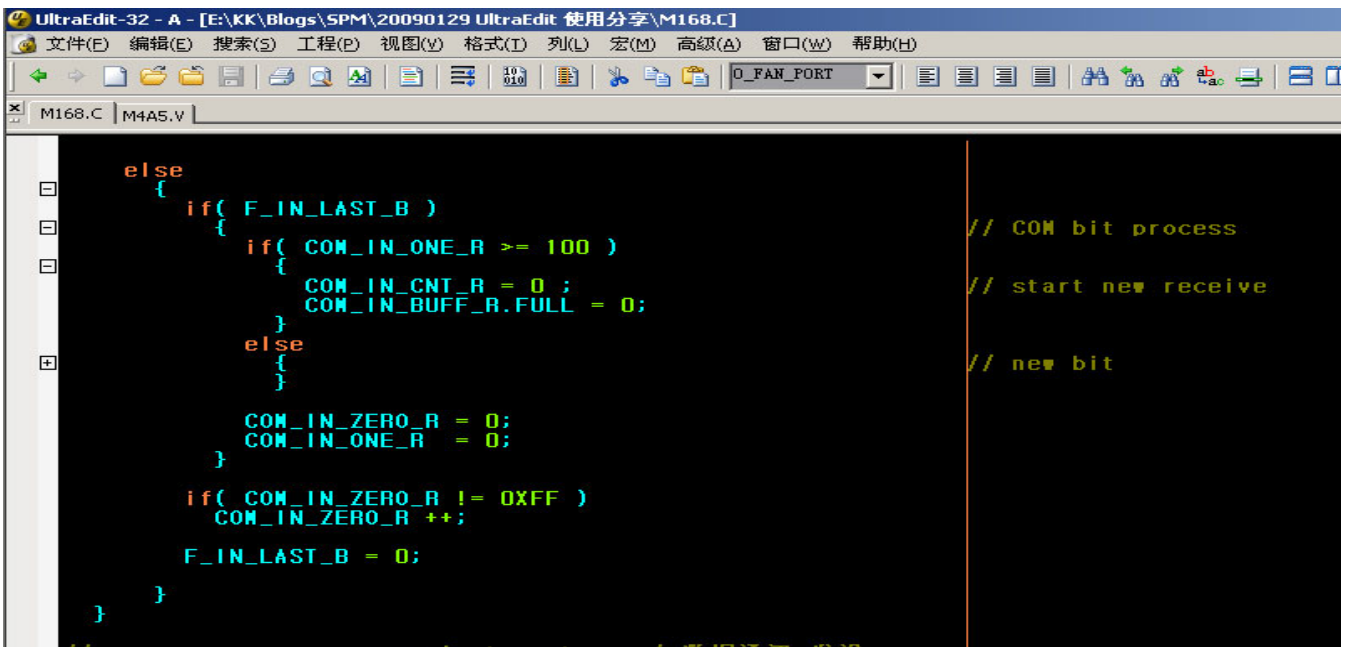 UltraEdit-32 - A - [E:\KK\Blogs\SPM\20090129 UltraEdit 使用分享\M168.C]
文件(F) 编辑(E) 搜索(S) 工程(P) 视图(V) 格式(T) 列(L) 宏(M) 高级(A) 窗口(W) 帮助(H)
O_FAN_PORT
M168.C M4A5.V
else
{
if( F_IN_LAST_B )
{ // COM bit process
if( COM_IN_ONE_R >= 100 )
{
COM_IN_CNT_R = 0 ; // start new receive
COM_IN_BUFF_R.FULL = 0;
}
else
{ // new bit
}
COM_IN_ZERO_R = 0;
COM_IN_ONE_R = 0;
}
if( COM_IN_ZERO_R != 0XFF )
COM_IN_ZERO_R ++;
F_IN_LAST_B = 0;
}
}